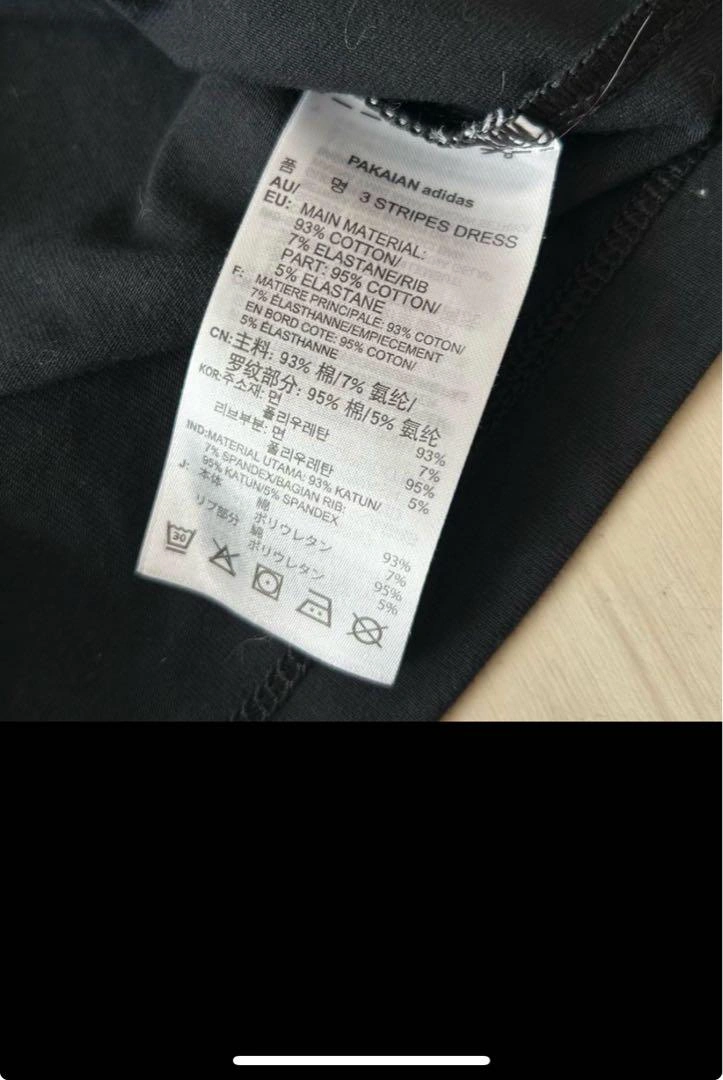 PAKAIAN adidas
품 명 3 STRIPES DRESS
AU/
EU: MAIN MATERIAL:
93% COTTON/
7% ELASTANE/RIB
PART: 95% COTTON/
5% ELASTANE
F: MATIERE PRINCIPALE: 93% COTON/
7% ÉLASTHANNE/EMPIECEMENT
EN BORD COTE: 95% COTON/
5% ÉLASTHANNE
CN:主料: 93% 棉/7% 氨纶/
罗纹部分: 95% 棉/5% 氨纶
KOR:주소재: 면 93%
폴리우레탄 7%
리브부분: 면 95%
폴리우레탄 5%
IND:MATERIAL UTAMA: 93% KATUN/
7% SPANDEX/BAGIAN RIB:
95% KATUN/5% SPANDEX
J: 本体 綿 93%
ポリウレタン 7%
リブ部分 綿 95%
ポリウレタン 5%
30